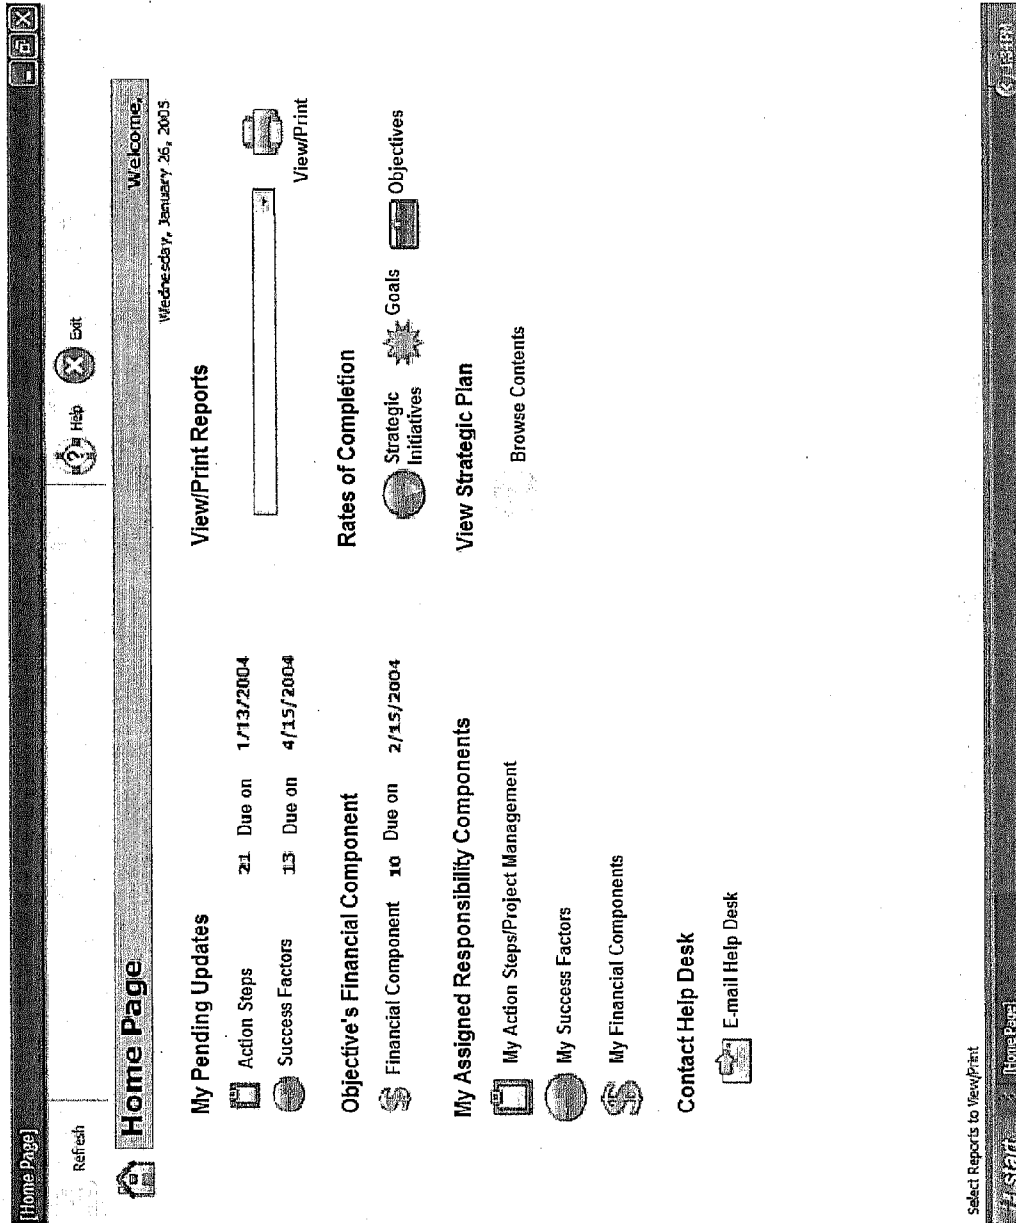 [Home Page]
Refresh
Help
Exit
Home Page
Welcome,
Wednesday, January 26, 2005
My Pending Updates
Action Steps 21 Due on 1/13/2004
Success Factors 13 Due on 4/15/2004
Objective's Financial Component
Financial Component 10 Due on 2/15/2004
My Assigned Responsibility Components
My Action Steps/Project Management
My Success Factors
My Financial Components
Contact Help Desk
E-mail Help Desk
View/Print Reports
View/Print
Rates of Completion
Strategic
Initiatives
Goals
Objectives
View Strategic Plan
Browse Contents
Select Reports to View/Print
start
[Home Page]